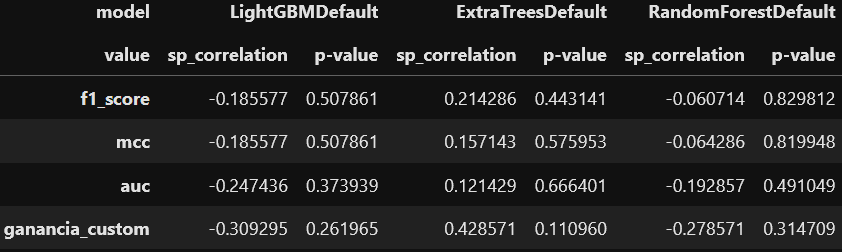 model LightGBMDefault ExtraTreesDefault RandomForestDefault
value sp_correlation p-value sp_correlation p-value sp_correlation p-value
f1_score -0.185577 0.507861 0.214286 0.443141 -0.060714 0.829812
mcc -0.185577 0.507861 0.157143 0.575953 -0.064286 0.819948
auc -0.247436 0.373939 0.121429 0.666401 -0.192857 0.491049
ganancia_custom -0.309295 0.261965 0.428571 0.110960 -0.278571 0.314709